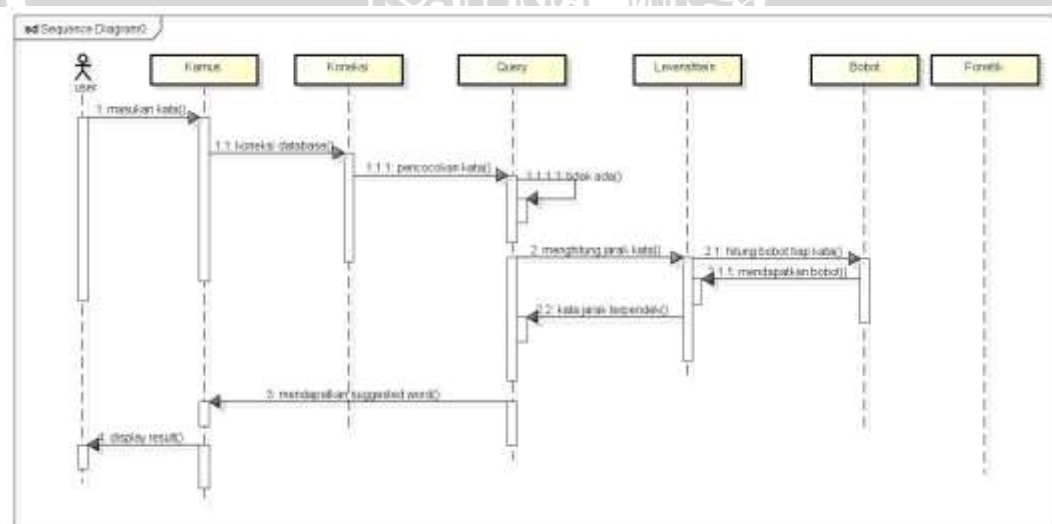 sd Sequence Diagram0
user
Kamus
Koneksi
Query
Levenshtein
Bobot
Fonetik
1: masukan kata()
1.1: koneksi database()
1.1.1: pencocokan kata()
1.1.1.1: tidak ada()
2: menghitung jarak kata()
2.1: hitung bobot tiap kata()
2.1.1: mendapatkan bobot()
2.2: kata jarak terpendek()
3: mendapatkan suggested word()
4: display result()